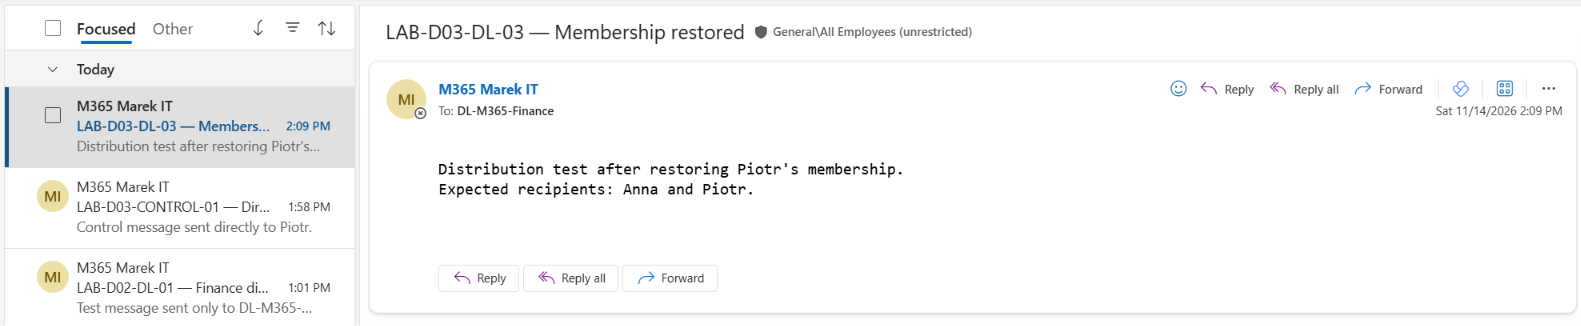 Focused Other
Today
M365 Marek IT
LAB-D03-DL-03 — Members... 2:09 PM
Distribution test after restoring Piotr's...
MI
M365 Marek IT
LAB-D03-CONTROL-01 — Dir... 1:58 PM
Control message sent directly to Piotr.
MI
M365 Marek IT
LAB-D02-DL-01 — Finance di... 1:01 PM
Test message sent only to DL-M365-...
LAB-D03-DL-03 — Membership restored General\All Employees (unrestricted)
MI
M365 Marek IT
To: DL-M365-Finance
Reply Reply all Forward
Sat 11/14/2026 2:09 PM
Distribution test after restoring Piotr's membership.
Expected recipients: Anna and Piotr.
Reply Reply all Forward